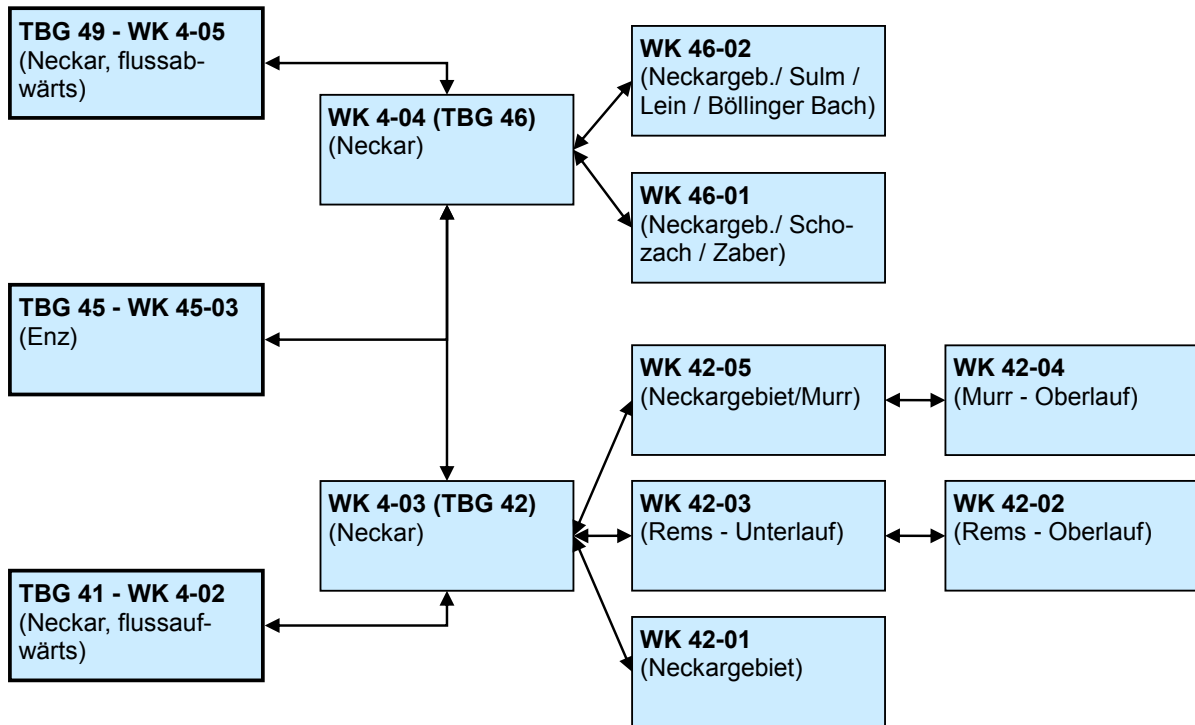 TBG 49 - WK 4-05
(Neckar, flussab-
wärts)
WK 4-04 (TBG 46)
(Neckar)
WK 46-02
(Neckargeb./ Sulm /
Lein / Böllinger Bach)
WK 46-01
(Neckargeb./ Scho-
zach / Zaber)
TBG 45 - WK 45-03
(Enz)
WK 42-05
(Neckargebiet/Murr)
WK 42-04
(Murr - Oberlauf)
WK 4-03 (TBG 42)
(Neckar)
WK 42-03
(Rems - Unterlauf)
WK 42-02
(Rems - Oberlauf)
TBG 41 - WK 4-02
(Neckar, flussauf-
wärts)
WK 42-01
(Neckargebiet)